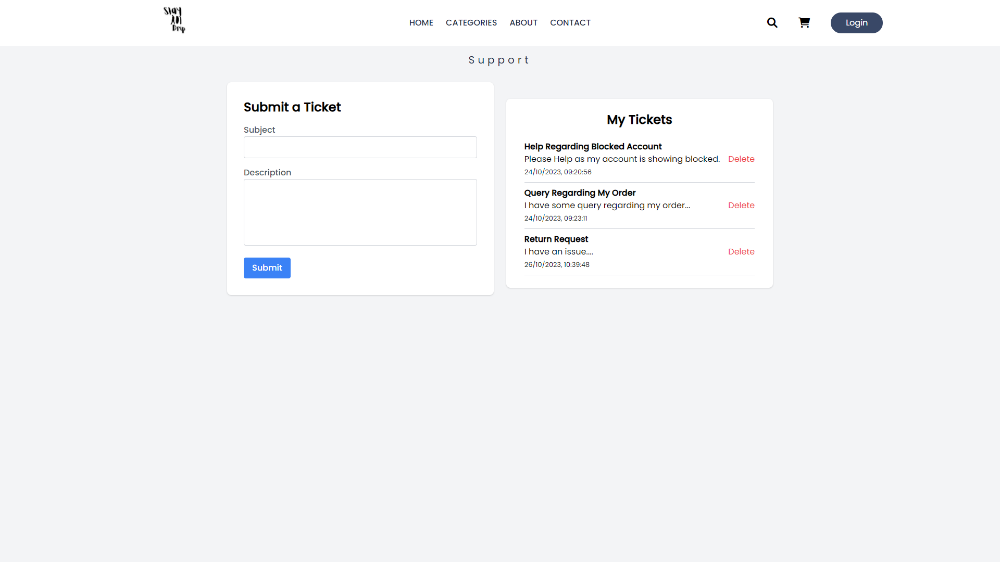 Slay
AOI
Drip
HOME CATEGORIES ABOUT CONTACT
Login
Support
Submit a Ticket
Subject
Description
Submit
My Tickets
Help Regarding Blocked Account
Please Help as my account is showing blocked.
Delete
24/10/2023, 09:20:56
Query Regarding My Order
I have some query regarding my order...
Delete
24/10/2023, 09:23:11
Return Request
I have an issue....
Delete
26/10/2023, 10:39:48